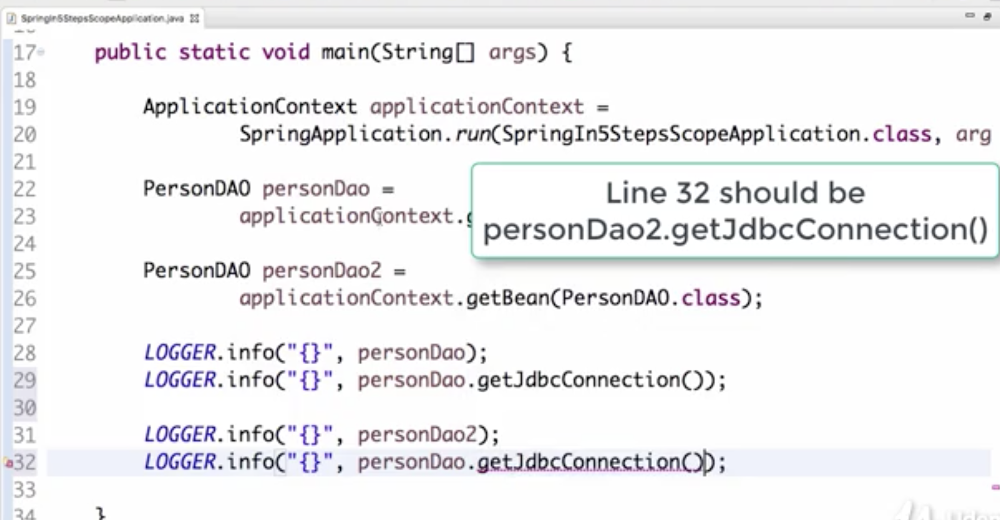 SpringIn5StepsScopeApplication.java
17 public static void main(String[] args) {
18
19 ApplicationContext applicationContext =
20 SpringApplication.run(SpringIn5StepsScopeApplication.class, arg
21
22 PersonDAO personDao =
23 applicationContext.g
Line 32 should be
personDao2.getJdbcConnection()
24
25 PersonDAO personDao2 =
26 applicationContext.getBean(PersonDAO.class);
27
28 LOGGER.info("{}", personDao);
29 LOGGER.info("{}", personDao.getJdbcConnection());
30
31 LOGGER.info("{}", personDao2);
32 LOGGER.info("{}", personDao.getJdbcConnection());
33
34 }